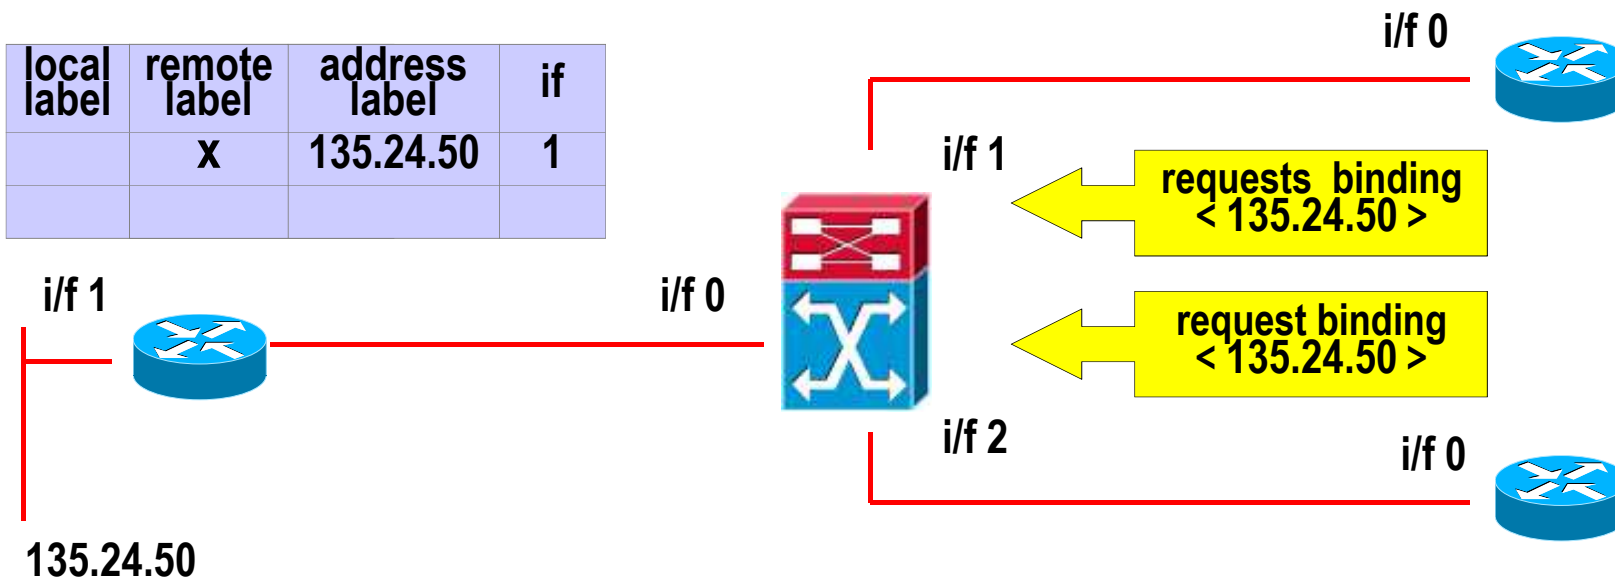 i/f 0
local remote address if
label label label
x 135.24.50 1
i/f 1
requests binding
< 135.24.50 >
i/f 1
i/f 0
request binding
< 135.24.50 >
i/f 2
i/f 0
135.24.50